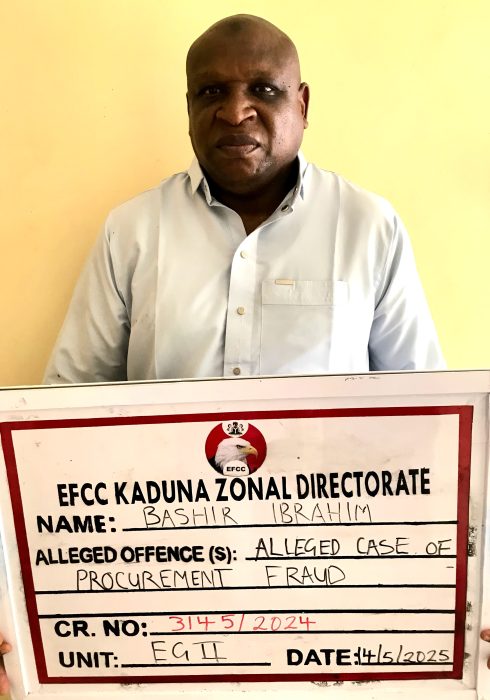 EFCC
EFCC KADUNA ZONAL DIRECTORATE
NAME: BASHIR IBRAHIM
ALLEGED OFFENCE (S): ALLEGED CASE OF
PROCUREMENT FRAUD
CR. NO: 3145/2024
UNIT: EG II DATE: 14/5/2025